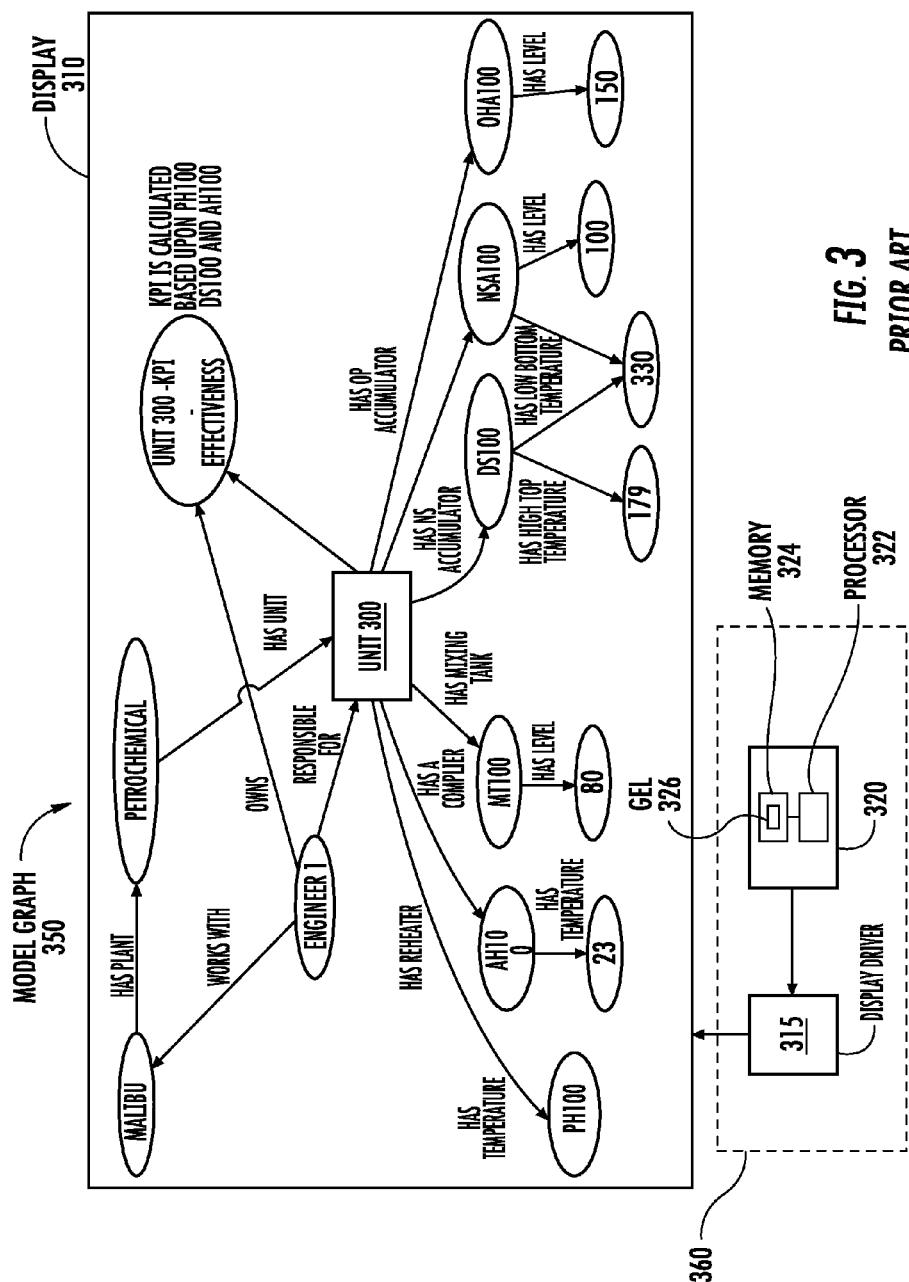 MODEL GRAPH
350
DISPLAY
310
MALIBU
HAS PLANT
PETROCHEMICAL
WORKS WITH
ENGINEER 1
OWNS
RESPONSIBLE
FOR
HAS UNIT
UNIT 300 -KPI
-
EFFECTIVENESS
KPI IS CALCULATED
BASED UPON PH100
DS100 AND AH100
UNIT 300
HAS REHEATER
HAS A
COMPLIER
HAS MIXING
TANK
HAS NS
ACCUMULATOR
HAS OP
ACCUMULATOR
HAS
TEMPERATURE
PH100
AH10
0
HAS
TEMPERATURE
23
MT100
HAS LEVEL
80
DS100
HAS HIGH TOP
TEMPERATURE
179
HAS LOW BOTTOM
TEMPERATURE
330
NSA100
HAS LEVEL
100
OHA100
HAS LEVEL
150
360
315
DISPLAY DRIVER
GEL
326
320
MEMORY
324
PROCESSOR
322
FIG. 3
PRIOR ART